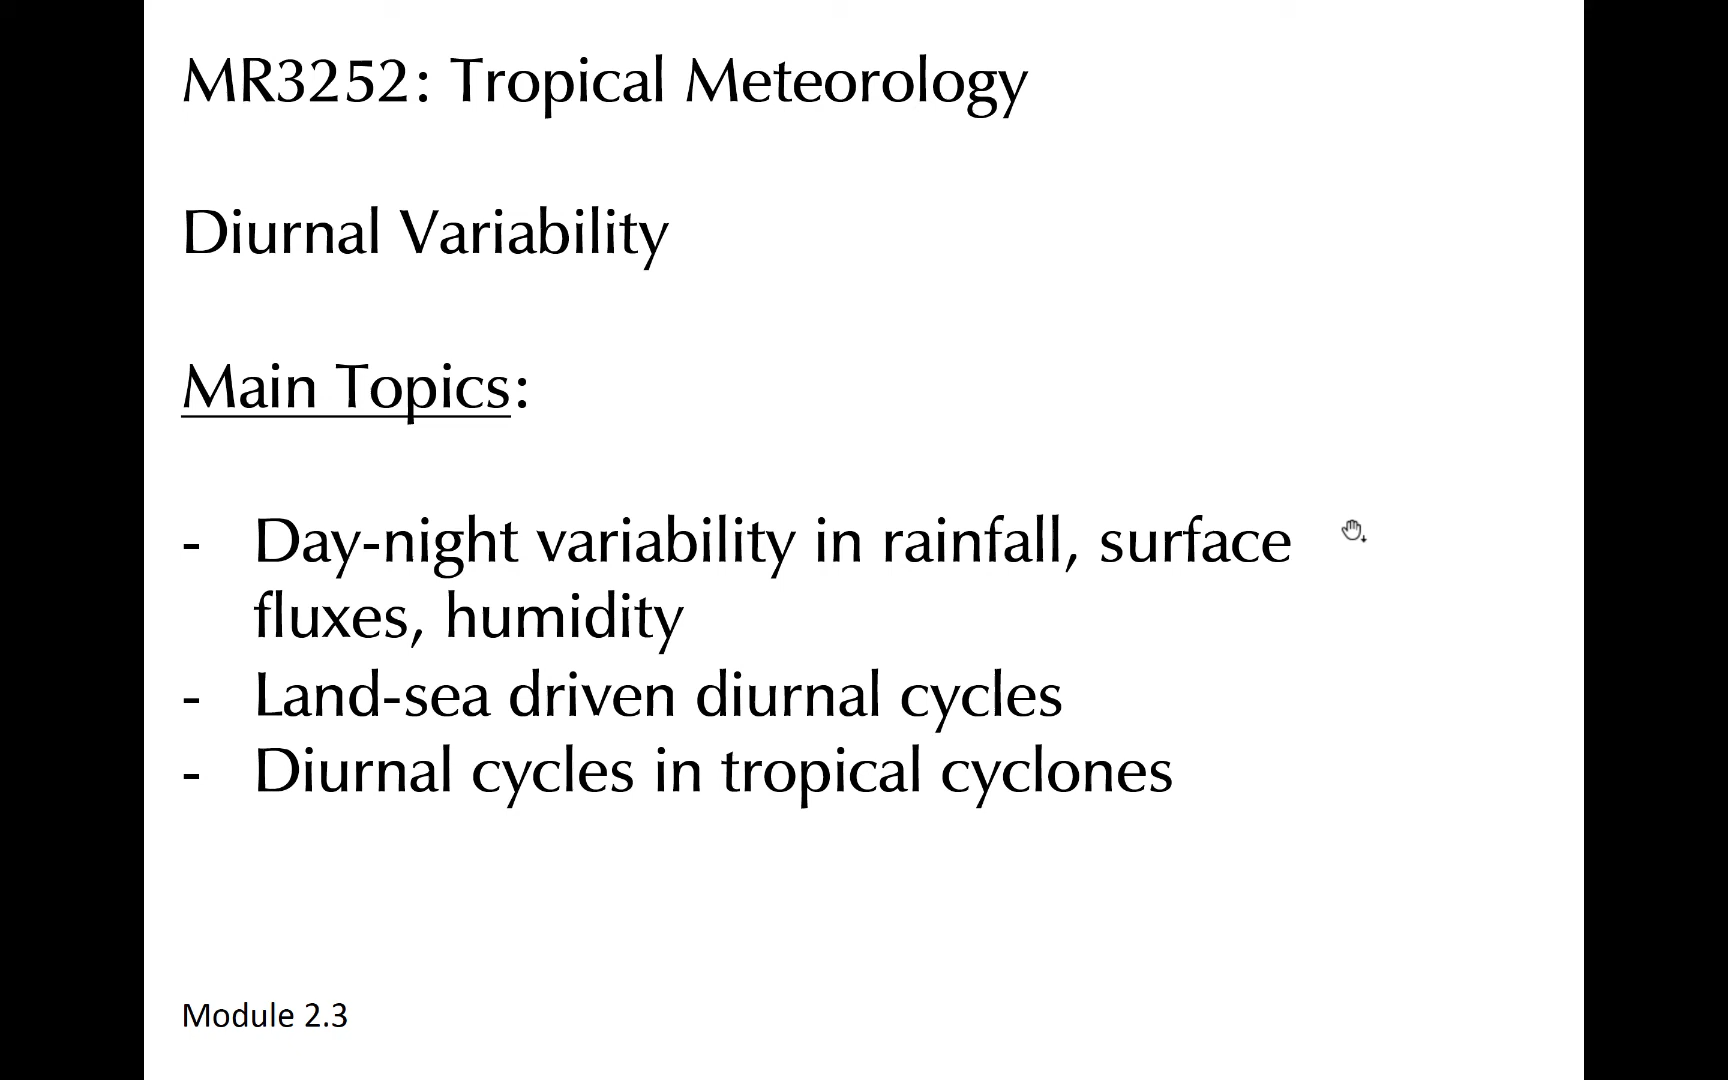 MR3252: Tropical Meteorology
Diurnal Variability
Main Topics:
- Day-night variability in rainfall, surface
fluxes, humidity
- Land-sea driven diurnal cycles
- Diurnal cycles in tropical cyclones
Module 2.3